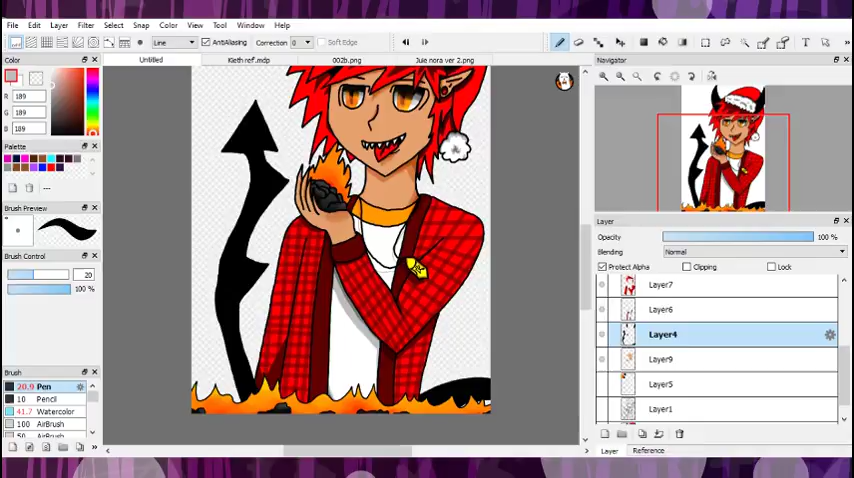 File Edit Layer Filter Select Snap Color View Tool Window Help
Line AntiAliasing Correction 0 Soft Edge
Untitled Kieth ref.mdp 002b.png Juie nora ver 2.png
Color
R 189
G 189
B 189
Palette
---
Brush Preview
Brush Control
20
100 %
Brush
20.9 Pen
10 Pencil
41.7 Watercolor
100 AirBrush
50
Navigator
Layer
Opacity 100 %
Blending Normal
Protect Alpha Clipping Lock
Layer7
Layer6
Layer4
Layer9
Layer5
Layer1
Layer Reference